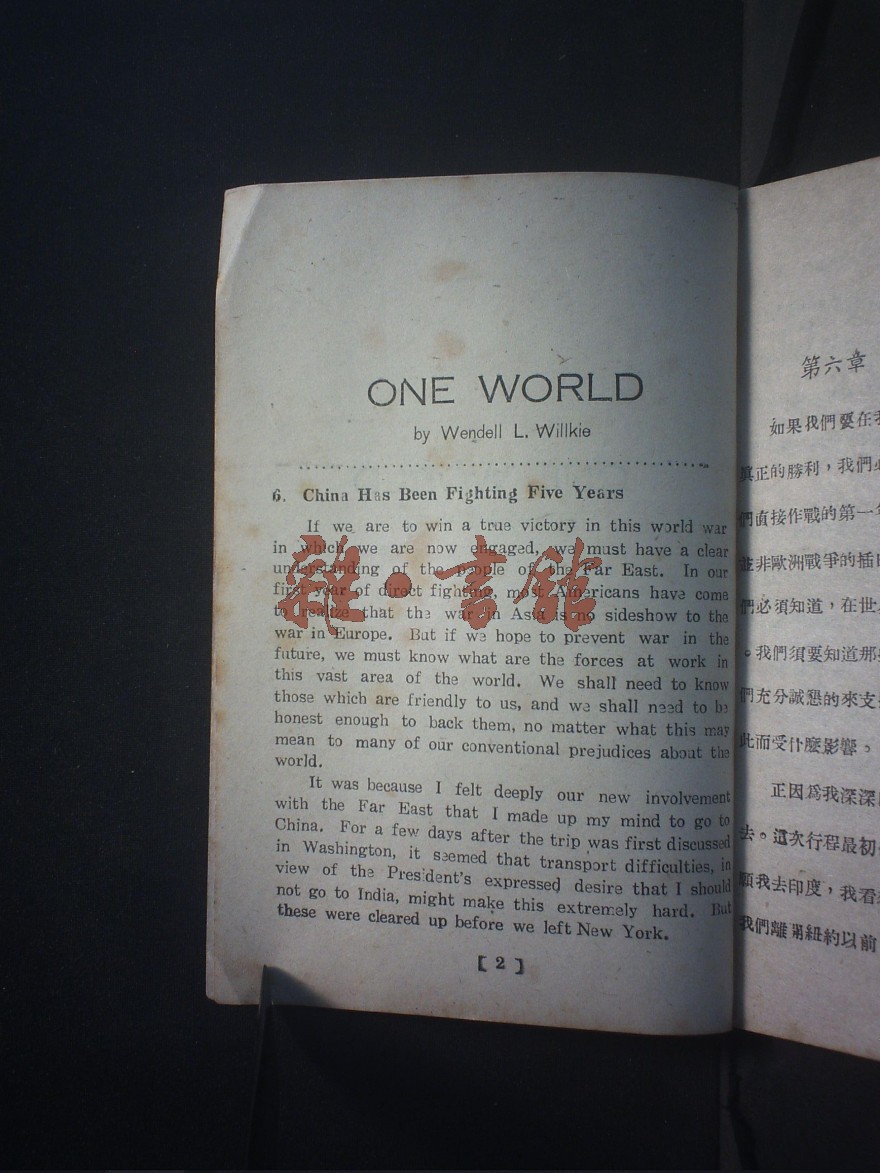 ONE WORLD
by Wendell L. Willkie
6. China Has Been Fighting Five Years
If we are to win a true victory in this world war
in which we are now engaged, we must have a clear
understanding of the people of the Far East. In our
first year of direct fighting, most Americans have come
to realize that the war in Asia is no sideshow to the
war in Europe. But if we hope to prevent war in the
future, we must know what are the forces at work in
this vast area of the world. We shall need to know
those which are friendly to us, and we shall need to be
honest enough to back them, no matter what this may
mean to many of our conventional prejudices about the
world.
It was because I felt deeply our new involvement
with the Far East that I made up my mind to go to
China. For a few days after the trip was first discussed
in Washington, it seemed that transport difficulties, in
view of the President's expressed desire that I should
not go to India, might make this extremely hard. But
these were cleared up before we left New York.
[ 2 ]
雜·書館
第六章
如果我們要在
真正的勝利，我們
們直接作戰的第一
並非歐洲戰爭的插
們必須知道，在世
。我們須要知道那
們充分誠懇的來支
此而受什麼影響。
正因爲我深深
去。這次行程最初
願我去印度，我看
我們離開紐約以前